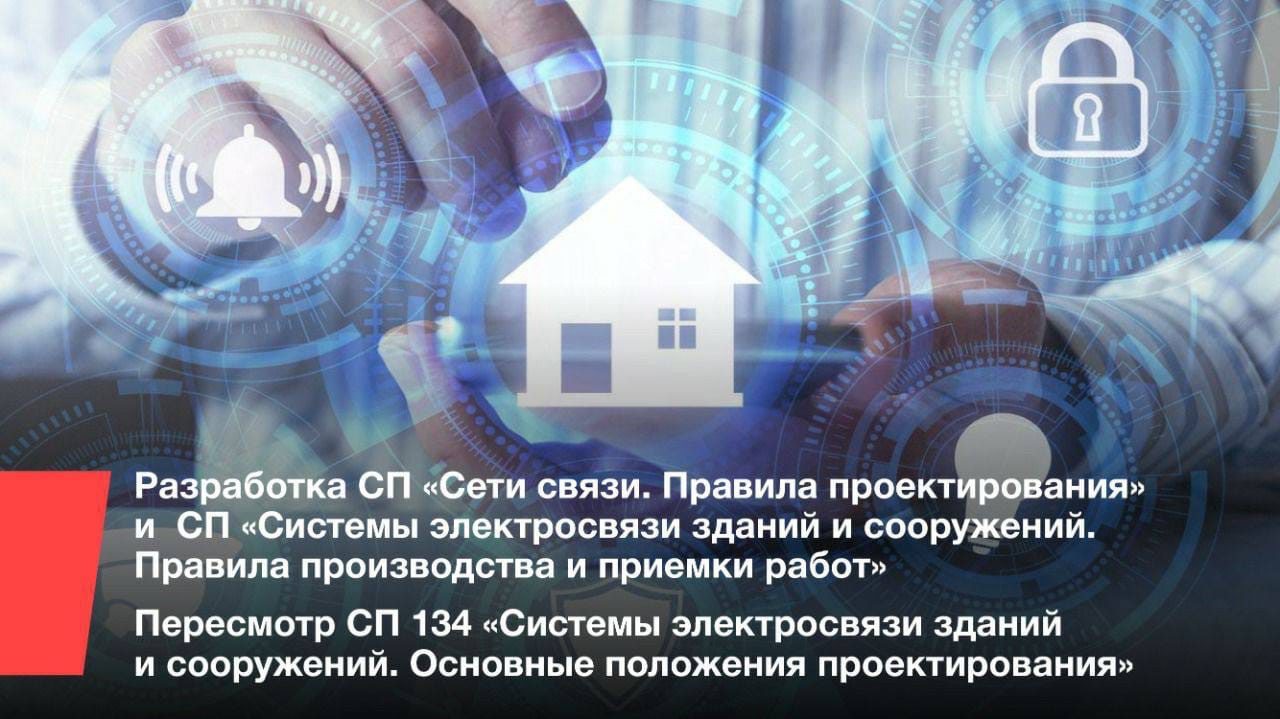 Разработка СП «Сети связи. Правила проектирования»
и СП «Системы электросвязи зданий и сооружений.
Правила производства и приемки работ»
Пересмотр СП 134 «Системы электросвязи зданий
и сооружений. Основные положения проектирования»